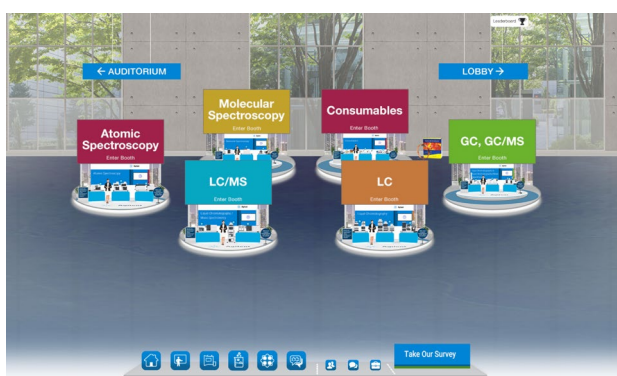 Leaderboard
← AUDITORIUM
LOBBY →
Molecular
Spectroscopy
Enter Booth
Consumables
Enter Booth
Atomic
Spectroscopy
Enter Booth
GC, GC/MS
Enter Booth
LC/MS
Enter Booth
LC
Enter Booth
Take Our Survey